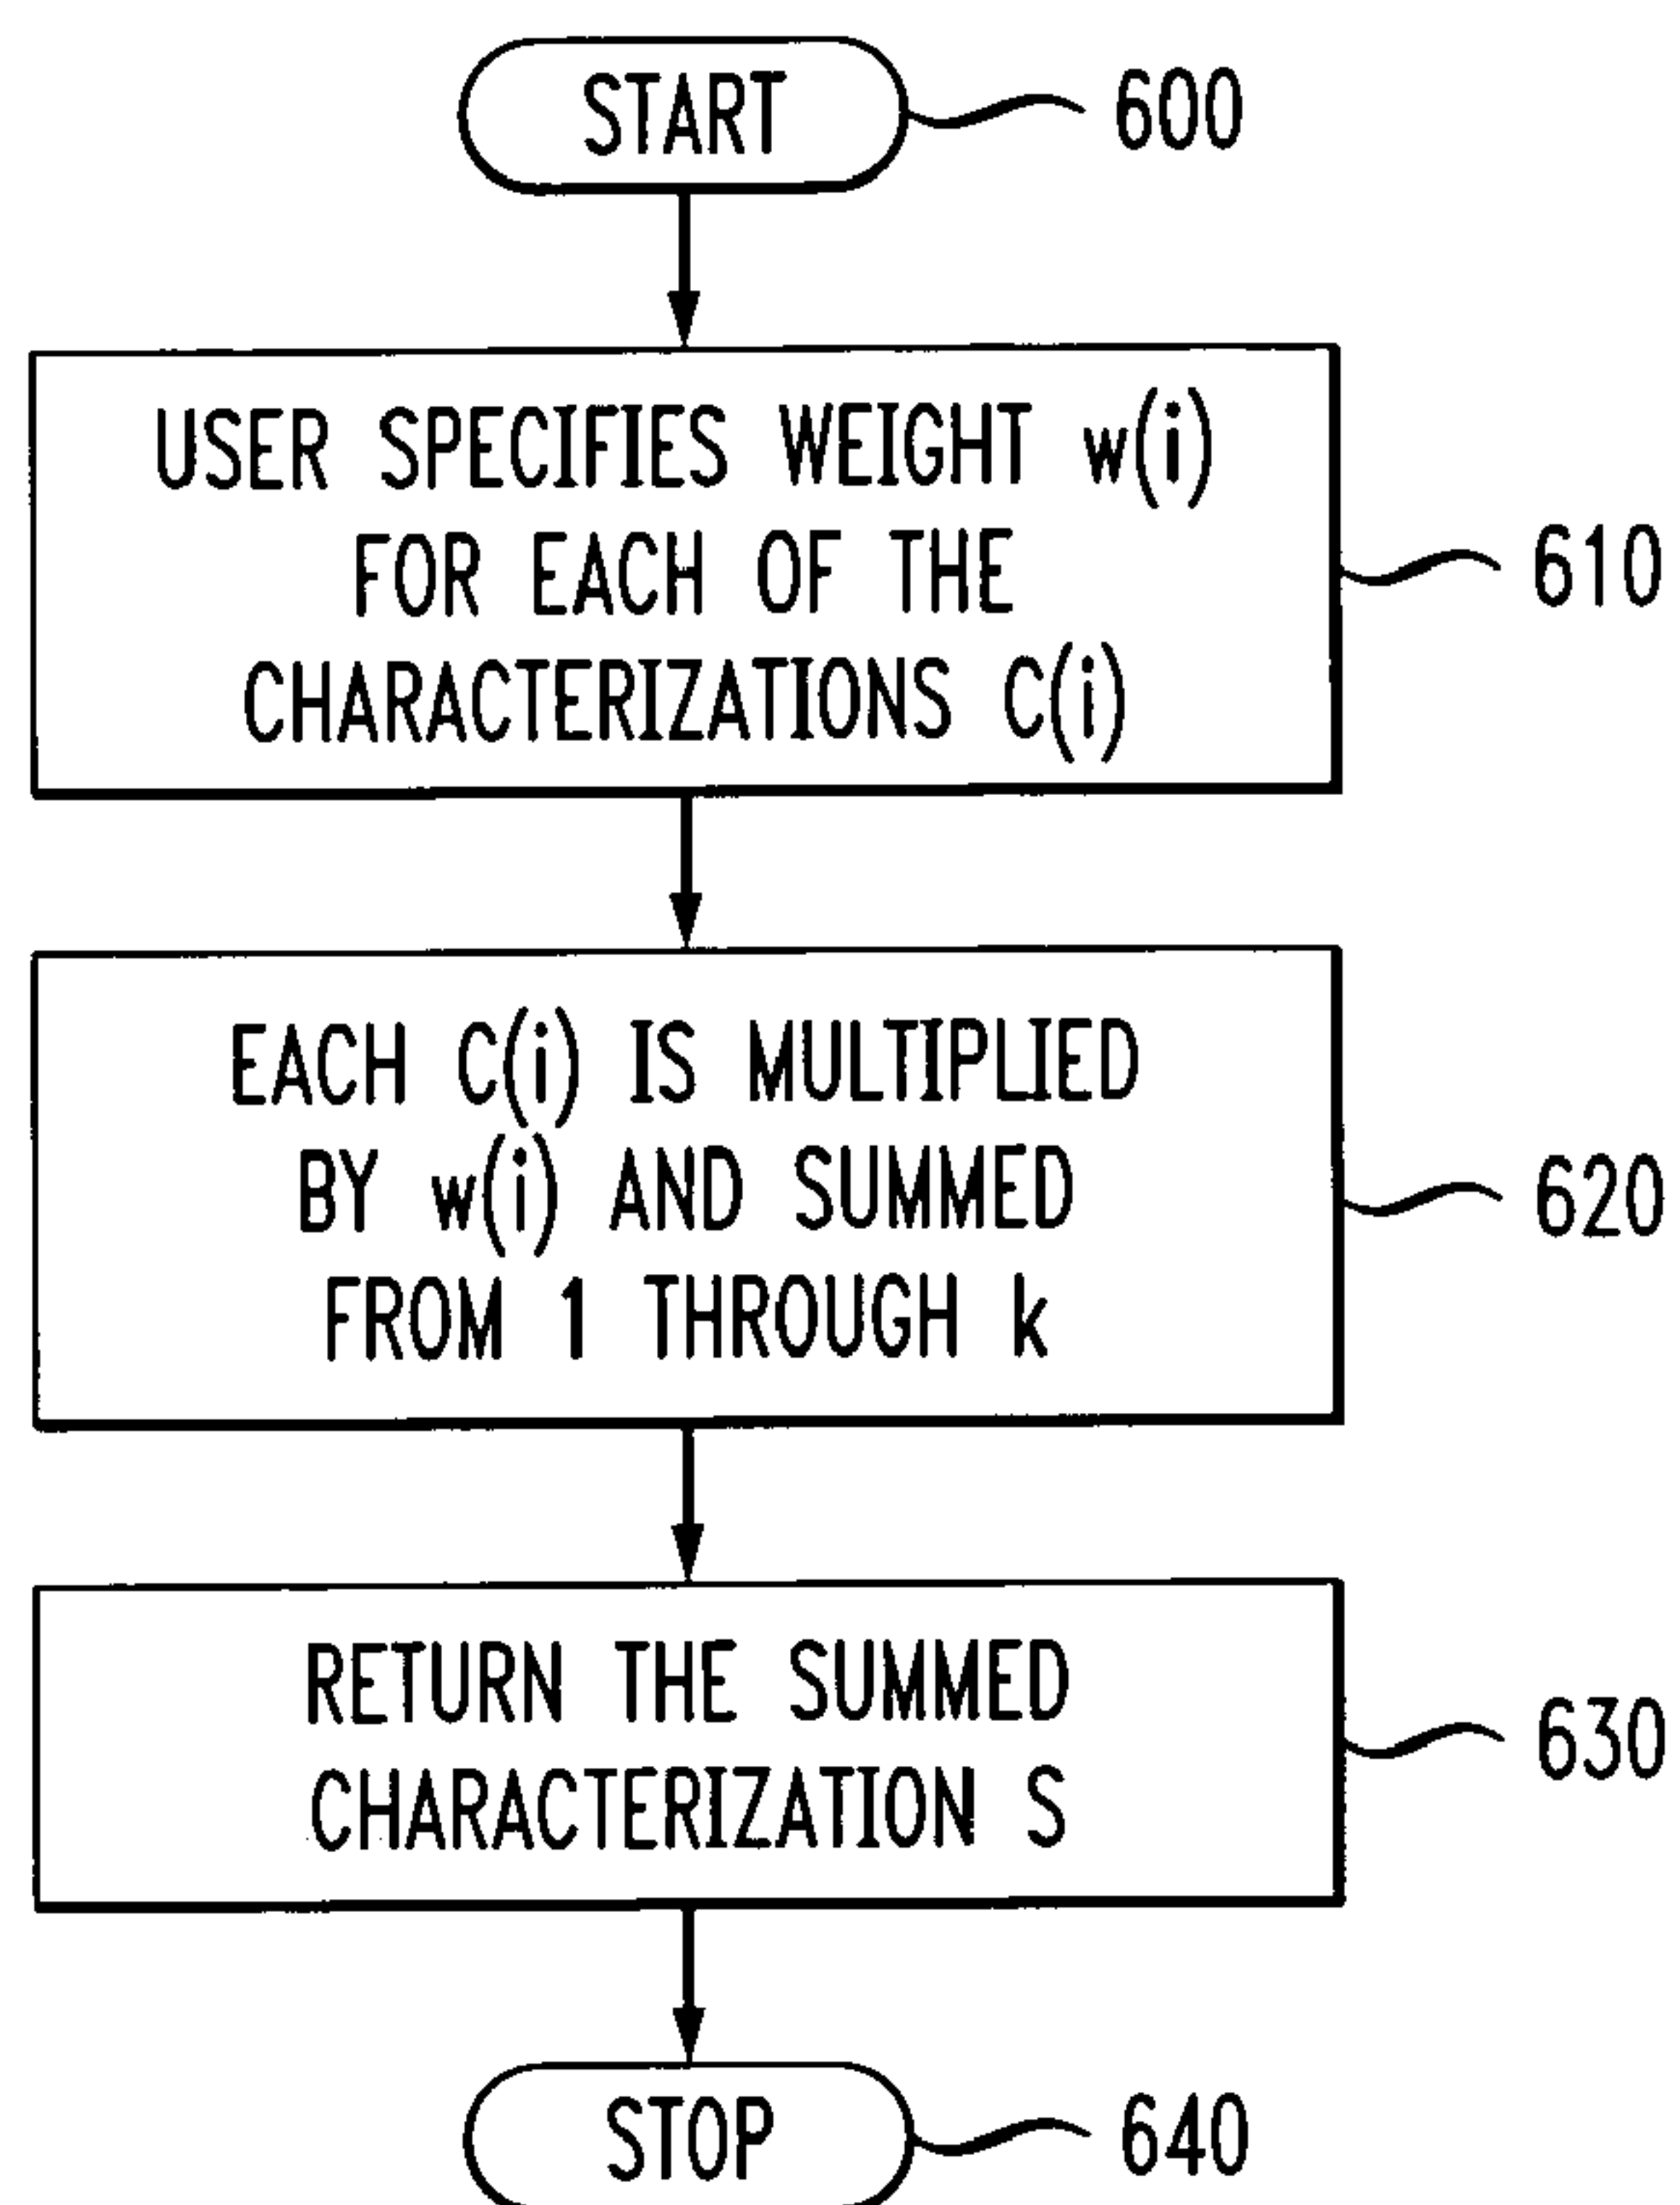 START
600
USER SPECIFIES WEIGHT w(i)
FOR EACH OF THE
CHARACTERIZATIONS C(i)
610
EACH C(i) IS MULTIPLIED
BY w(i) AND SUMMED
FROM 1 THROUGH k
620
RETURN THE SUMMED
CHARACTERIZATION S
630
STOP
640